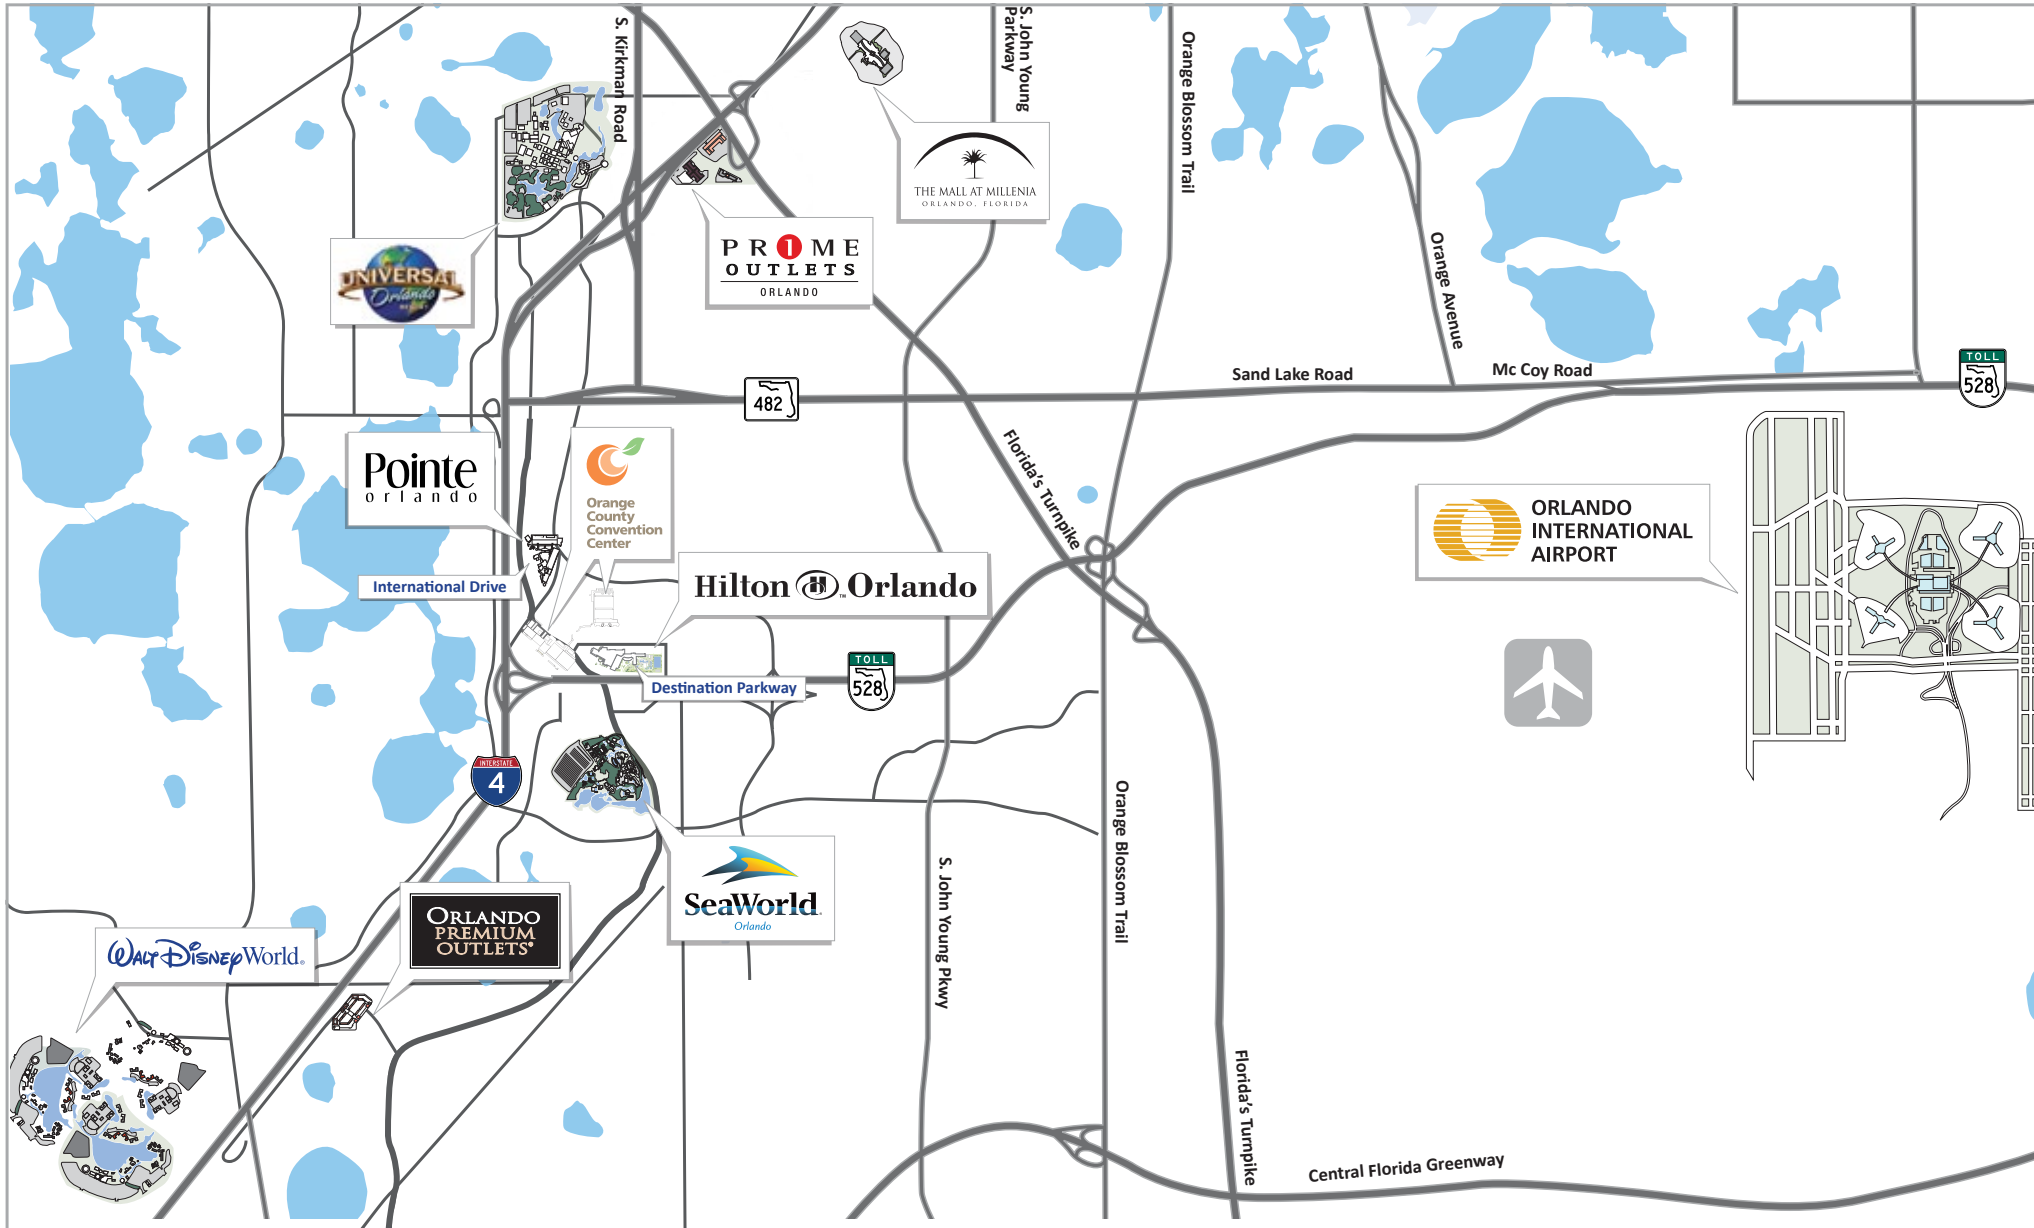 S. Kirkman Road
S. John Young
Parkway
Orange Blossom Trail
THE MALL AT MILLENIA
ORLANDO, FLORIDA
UNIVERSAL
Orlando
PR1ME
OUTLETS
ORLANDO
Orange Avenue
Sand Lake Road
Mc Coy Road
TOLL
528
482
Pointe
orlando
Orange
County
Convention
Center
Florida's Turnpike
ORLANDO
INTERNATIONAL
AIRPORT
International Drive
Hilton Orlando
Destination Parkway
TOLL
528
INTERSTATE
4
SeaWorld
Orlando
Orange Blossom Trail
S. John Young Pkwy
ORLANDO
PREMIUM
OUTLETS
WALT DISNEY World
Florida's Turnpike
Central Florida Greenway